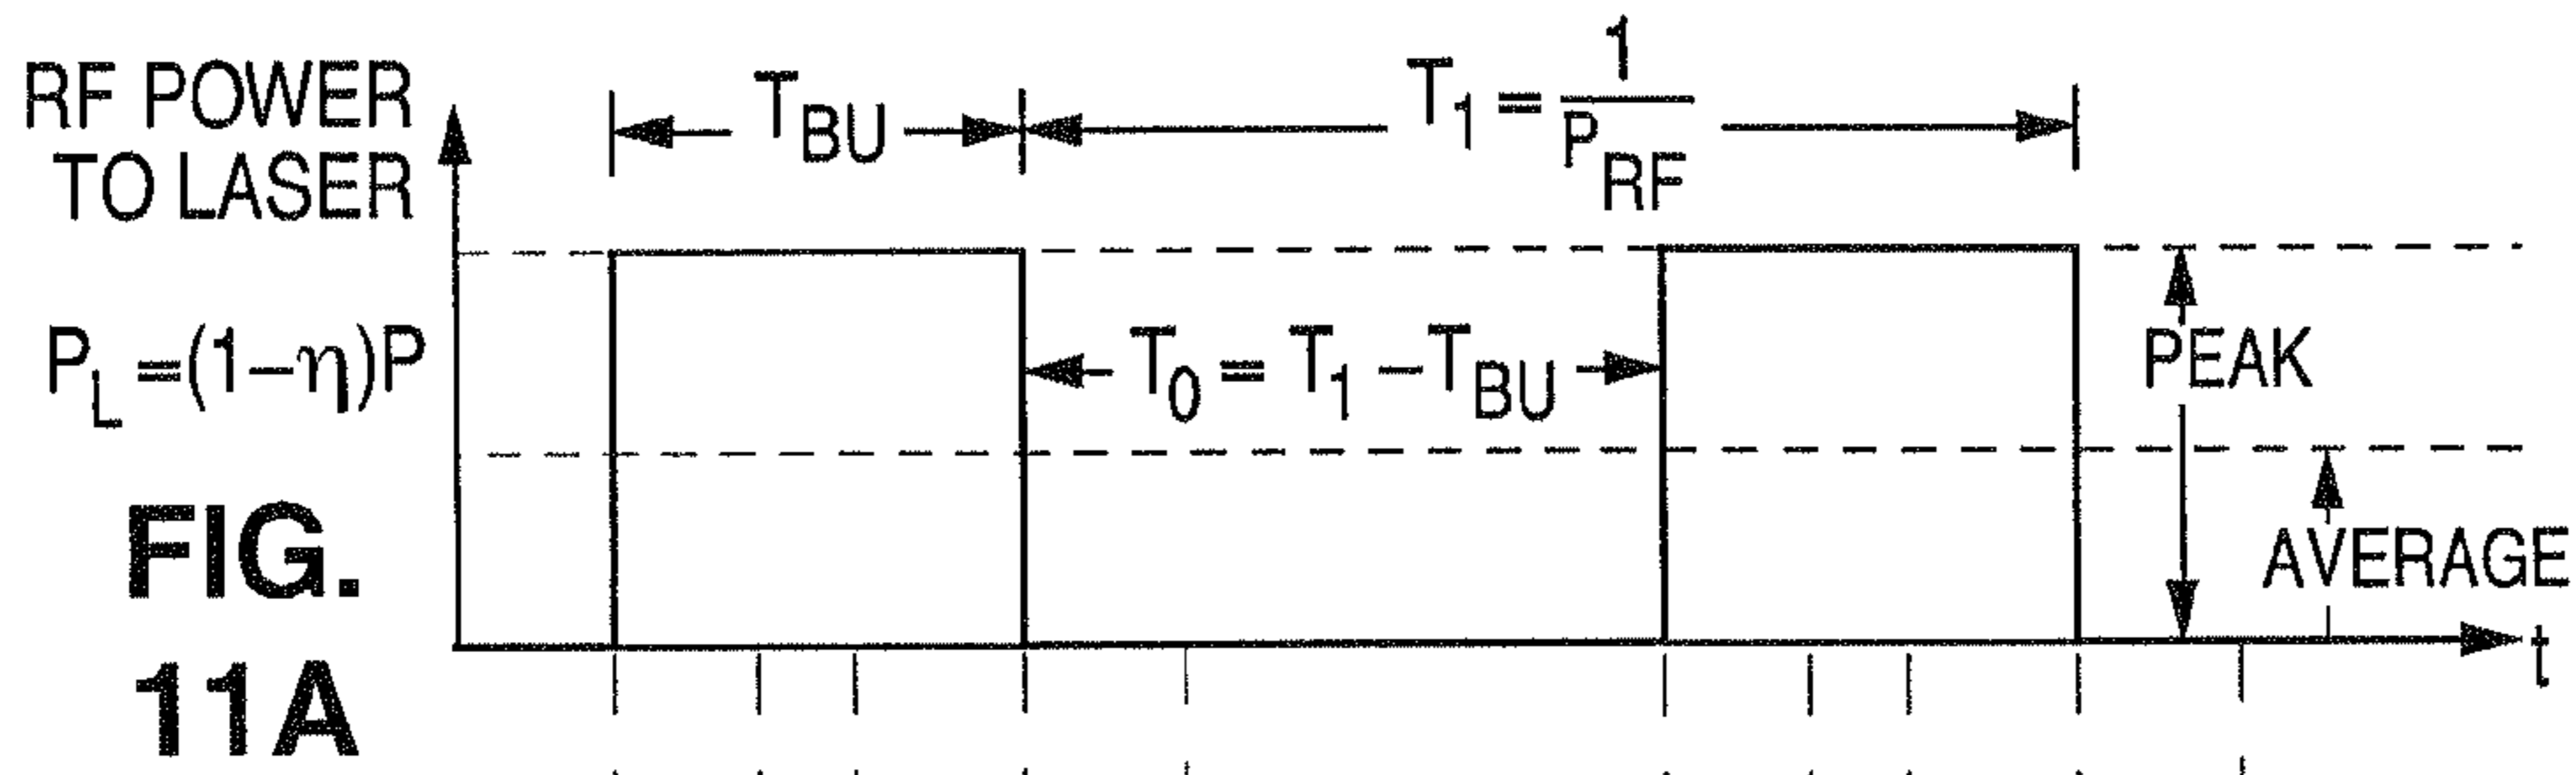 RF POWER
TO LASER
T_BU
T_1 = 1/P_RF
P_L = (1−η)P
T_0 = T_1 − T_BU
PEAK
AVERAGE
t
FIG.
11A